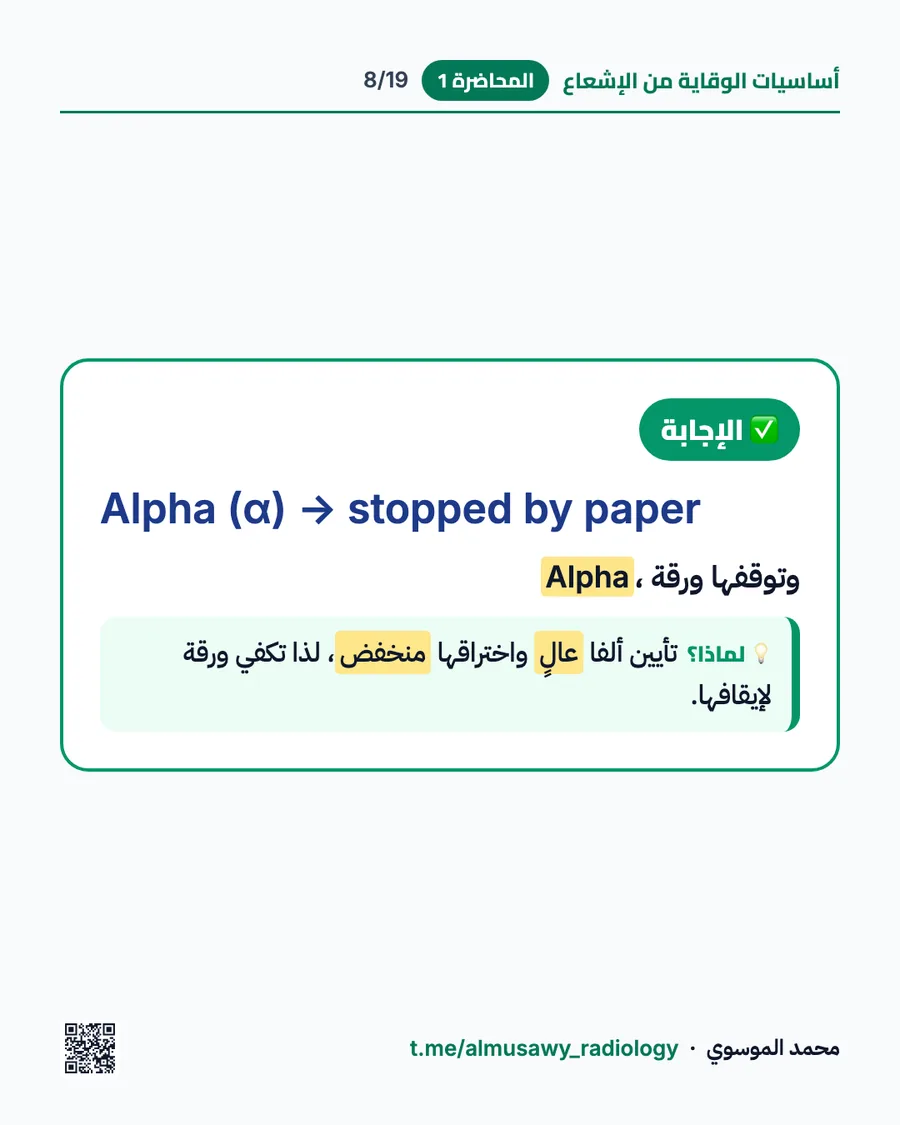 أساسيات الوقاية من الإشعاع المحاضرة 1 8/19
✅ الإجابة
Alpha (α) → stopped by paper
وتوقفها ورقة ،Alpha
💡 لماذا؟ تأيين ألفا عالٍ واختراقها منخفض، لذا تكفي ورقة
لإيقافها.
محمد الموسوي · t.me/almusawy_radiology